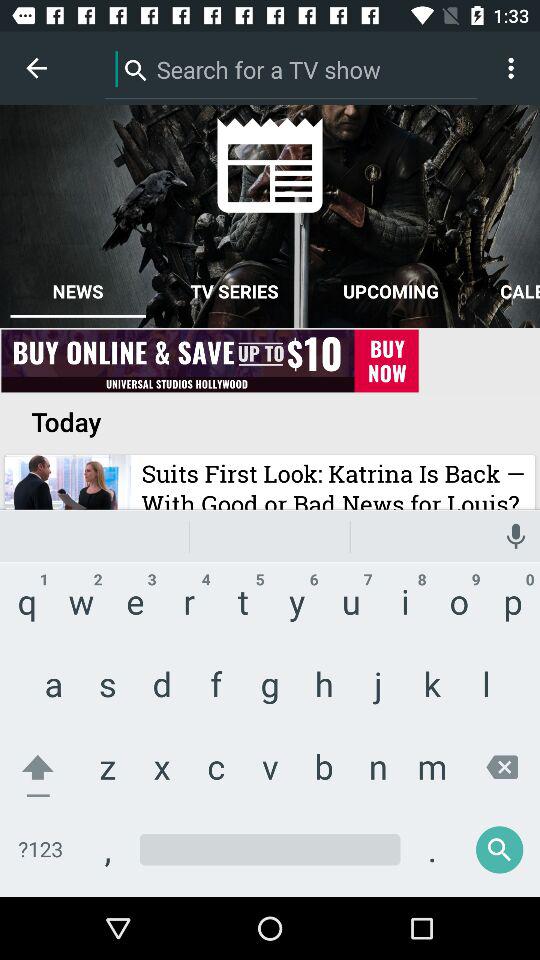 1:33
Search for a TV show
NEWS TV SERIES UPCOMING CALE
BUY ONLINE & SAVE UP TO $10 BUY NOW
UNIVERSAL STUDIOS HOLLYWOOD
Today
Suits First Look: Katrina Is Back —
With Good or Bad News for Louis?
1 2 3 4 5 6 7 8 9 0
q w e r t y u i o p
a s d f g h j k l
z x c v b n m
?123 , .